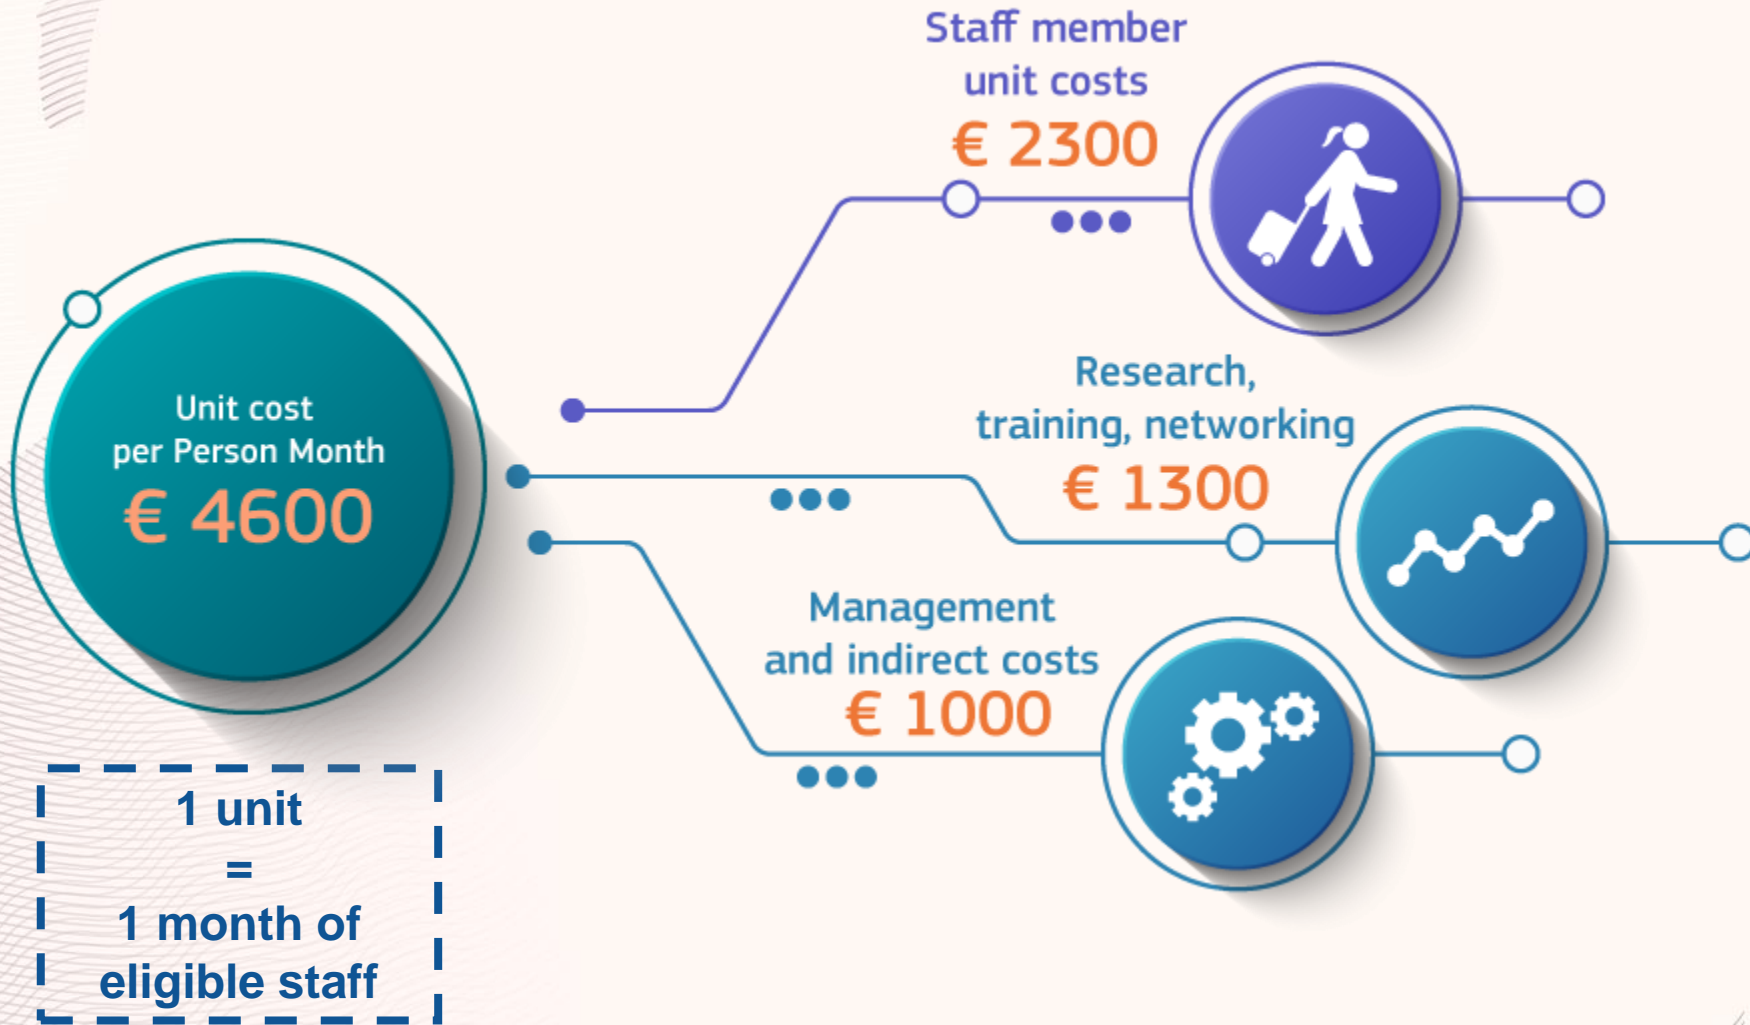 Staff member
unit costs
€ 2300
Unit cost
per Person Month
€ 4600
Research,
training, networking
€ 1300
Management
and indirect costs
€ 1000
1 unit
=
1 month of
eligible staff